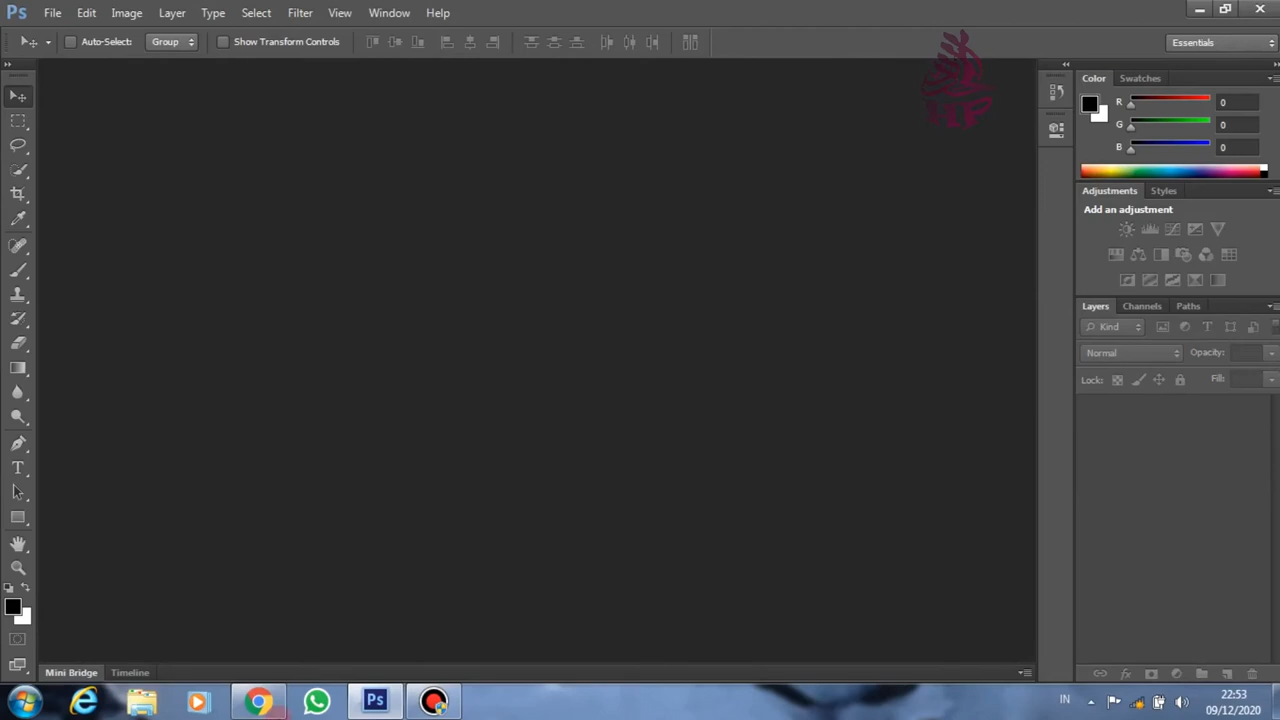 Ps File Edit Image Layer Type Select Filter View Window Help
Auto-Select: Group Show Transform Controls Essentials
Color Swatches
R 0
G 0
B 0
Adjustments Styles
Add an adjustment
Layers Channels Paths
Kind T
Normal Opacity:
Lock: Fill:
T
fx
Mini Bridge Timeline
Ps IN 22:53
09/12/2020